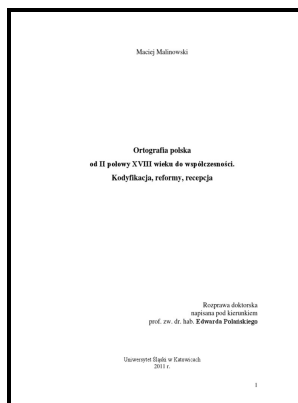 Maciej Malinowski
Ortografia polska
od II połowy XVIII wieku do współczesności.
Kodyfikacja, reformy, recepcja
Rozprawa doktorska
napisana pod kierunkiem
prof. zw. dr. hab. Edwarda Polańskiego
Uniwersytet Śląski w Katowicach
2011 r.
1